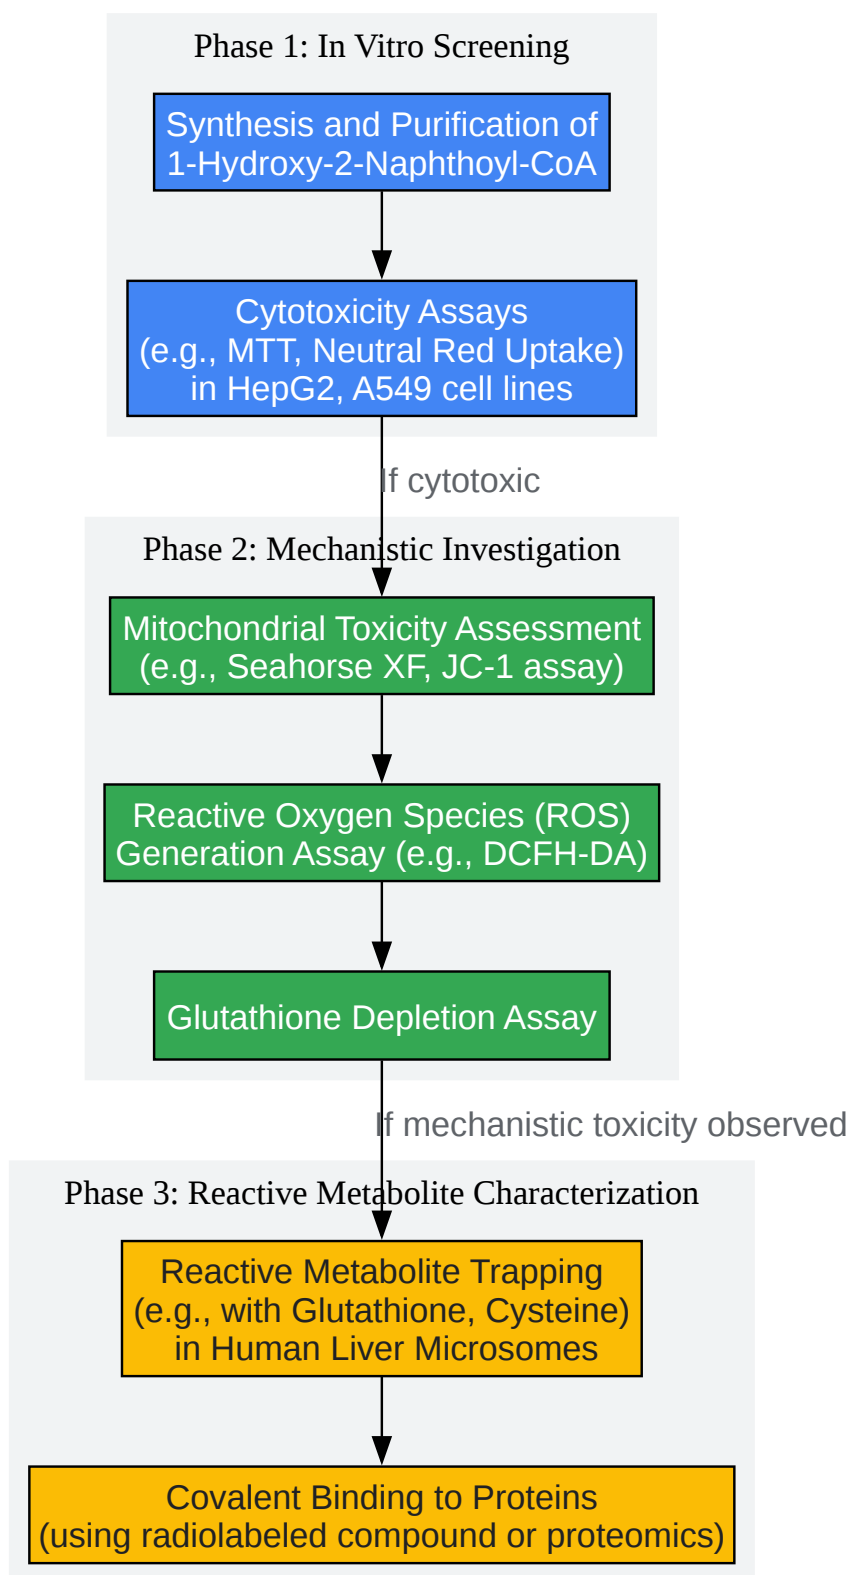 Phase 1: In Vitro Screening
Synthesis and Purification of
1-Hydroxy-2-Naphthoyl-CoA
Cytotoxicity Assays
(e.g., MTT, Neutral Red Uptake)
in HepG2, A549 cell lines
If cytotoxic
Phase 2: Mechanistic Investigation
Mitochondrial Toxicity Assessment
(e.g., Seahorse XF, JC-1 assay)
Reactive Oxygen Species (ROS)
Generation Assay (e.g., DCFH-DA)
Glutathione Depletion Assay
If mechanistic toxicity observed
Phase 3: Reactive Metabolite Characterization
Reactive Metabolite Trapping
(e.g., with Glutathione, Cysteine)
in Human Liver Microsomes
Covalent Binding to Proteins
(using radiolabeled compound or proteomics)